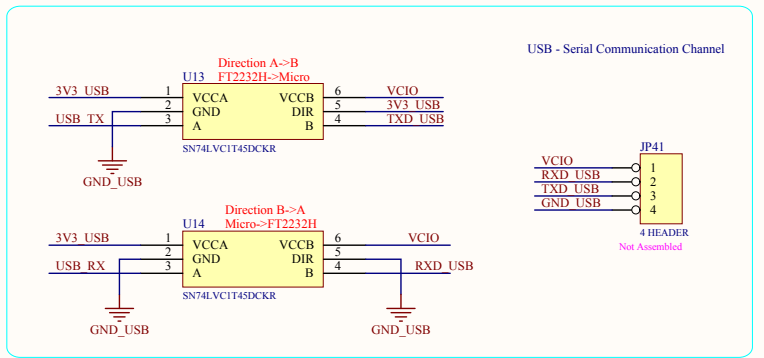 USB - Serial Communication Channel
Direction A->B
U13 FT2232H->Micro
3V3_USB 1 VCCA VCCB 6 VCIO
2 GND DIR 5 3V3_USB
USB_TX 3 A B 4 TXD_USB
SN74LVC1T45DCKR
GND_USB
JP41
VCIO 1
RXD_USB 2
TXD_USB 3
GND_USB 4
4 HEADER
Not Assembled
Direction B->A
U14 Micro->FT2232H
3V3_USB 1 VCCA VCCB 6 VCIO
2 GND DIR 5
USB_RX 3 A B 4 RXD_USB
SN74LVC1T45DCKR
GND_USB GND_USB